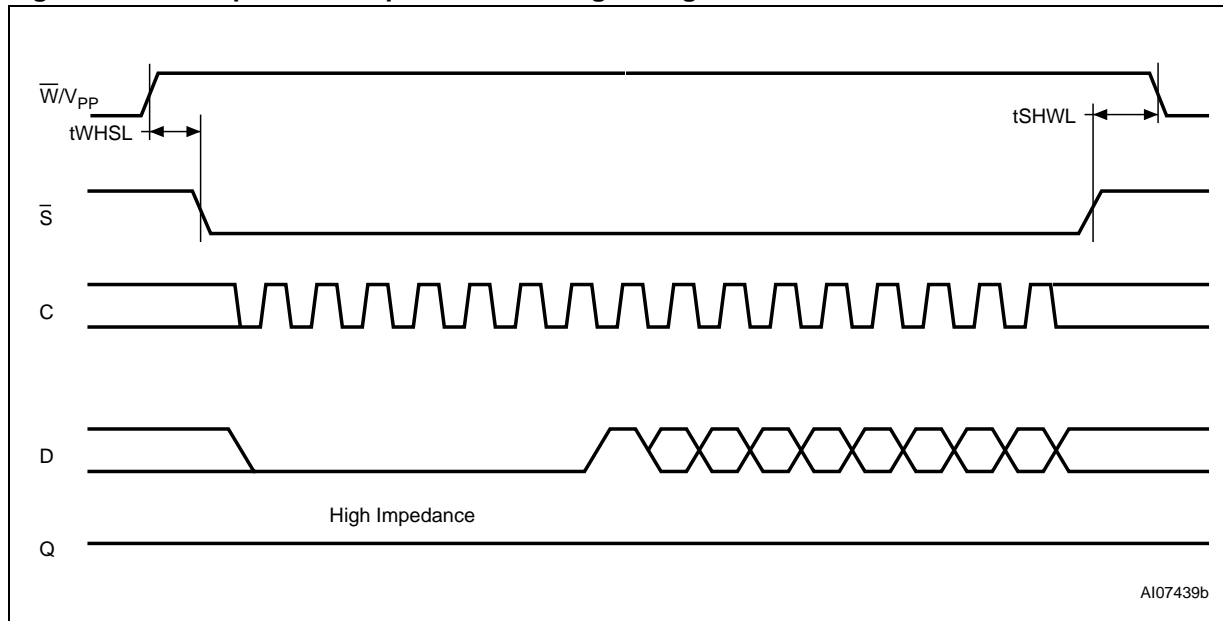 W̅/VPP
tWHSL
tSHWL
S̅
C
D
High Impedance
Q
AI07439b